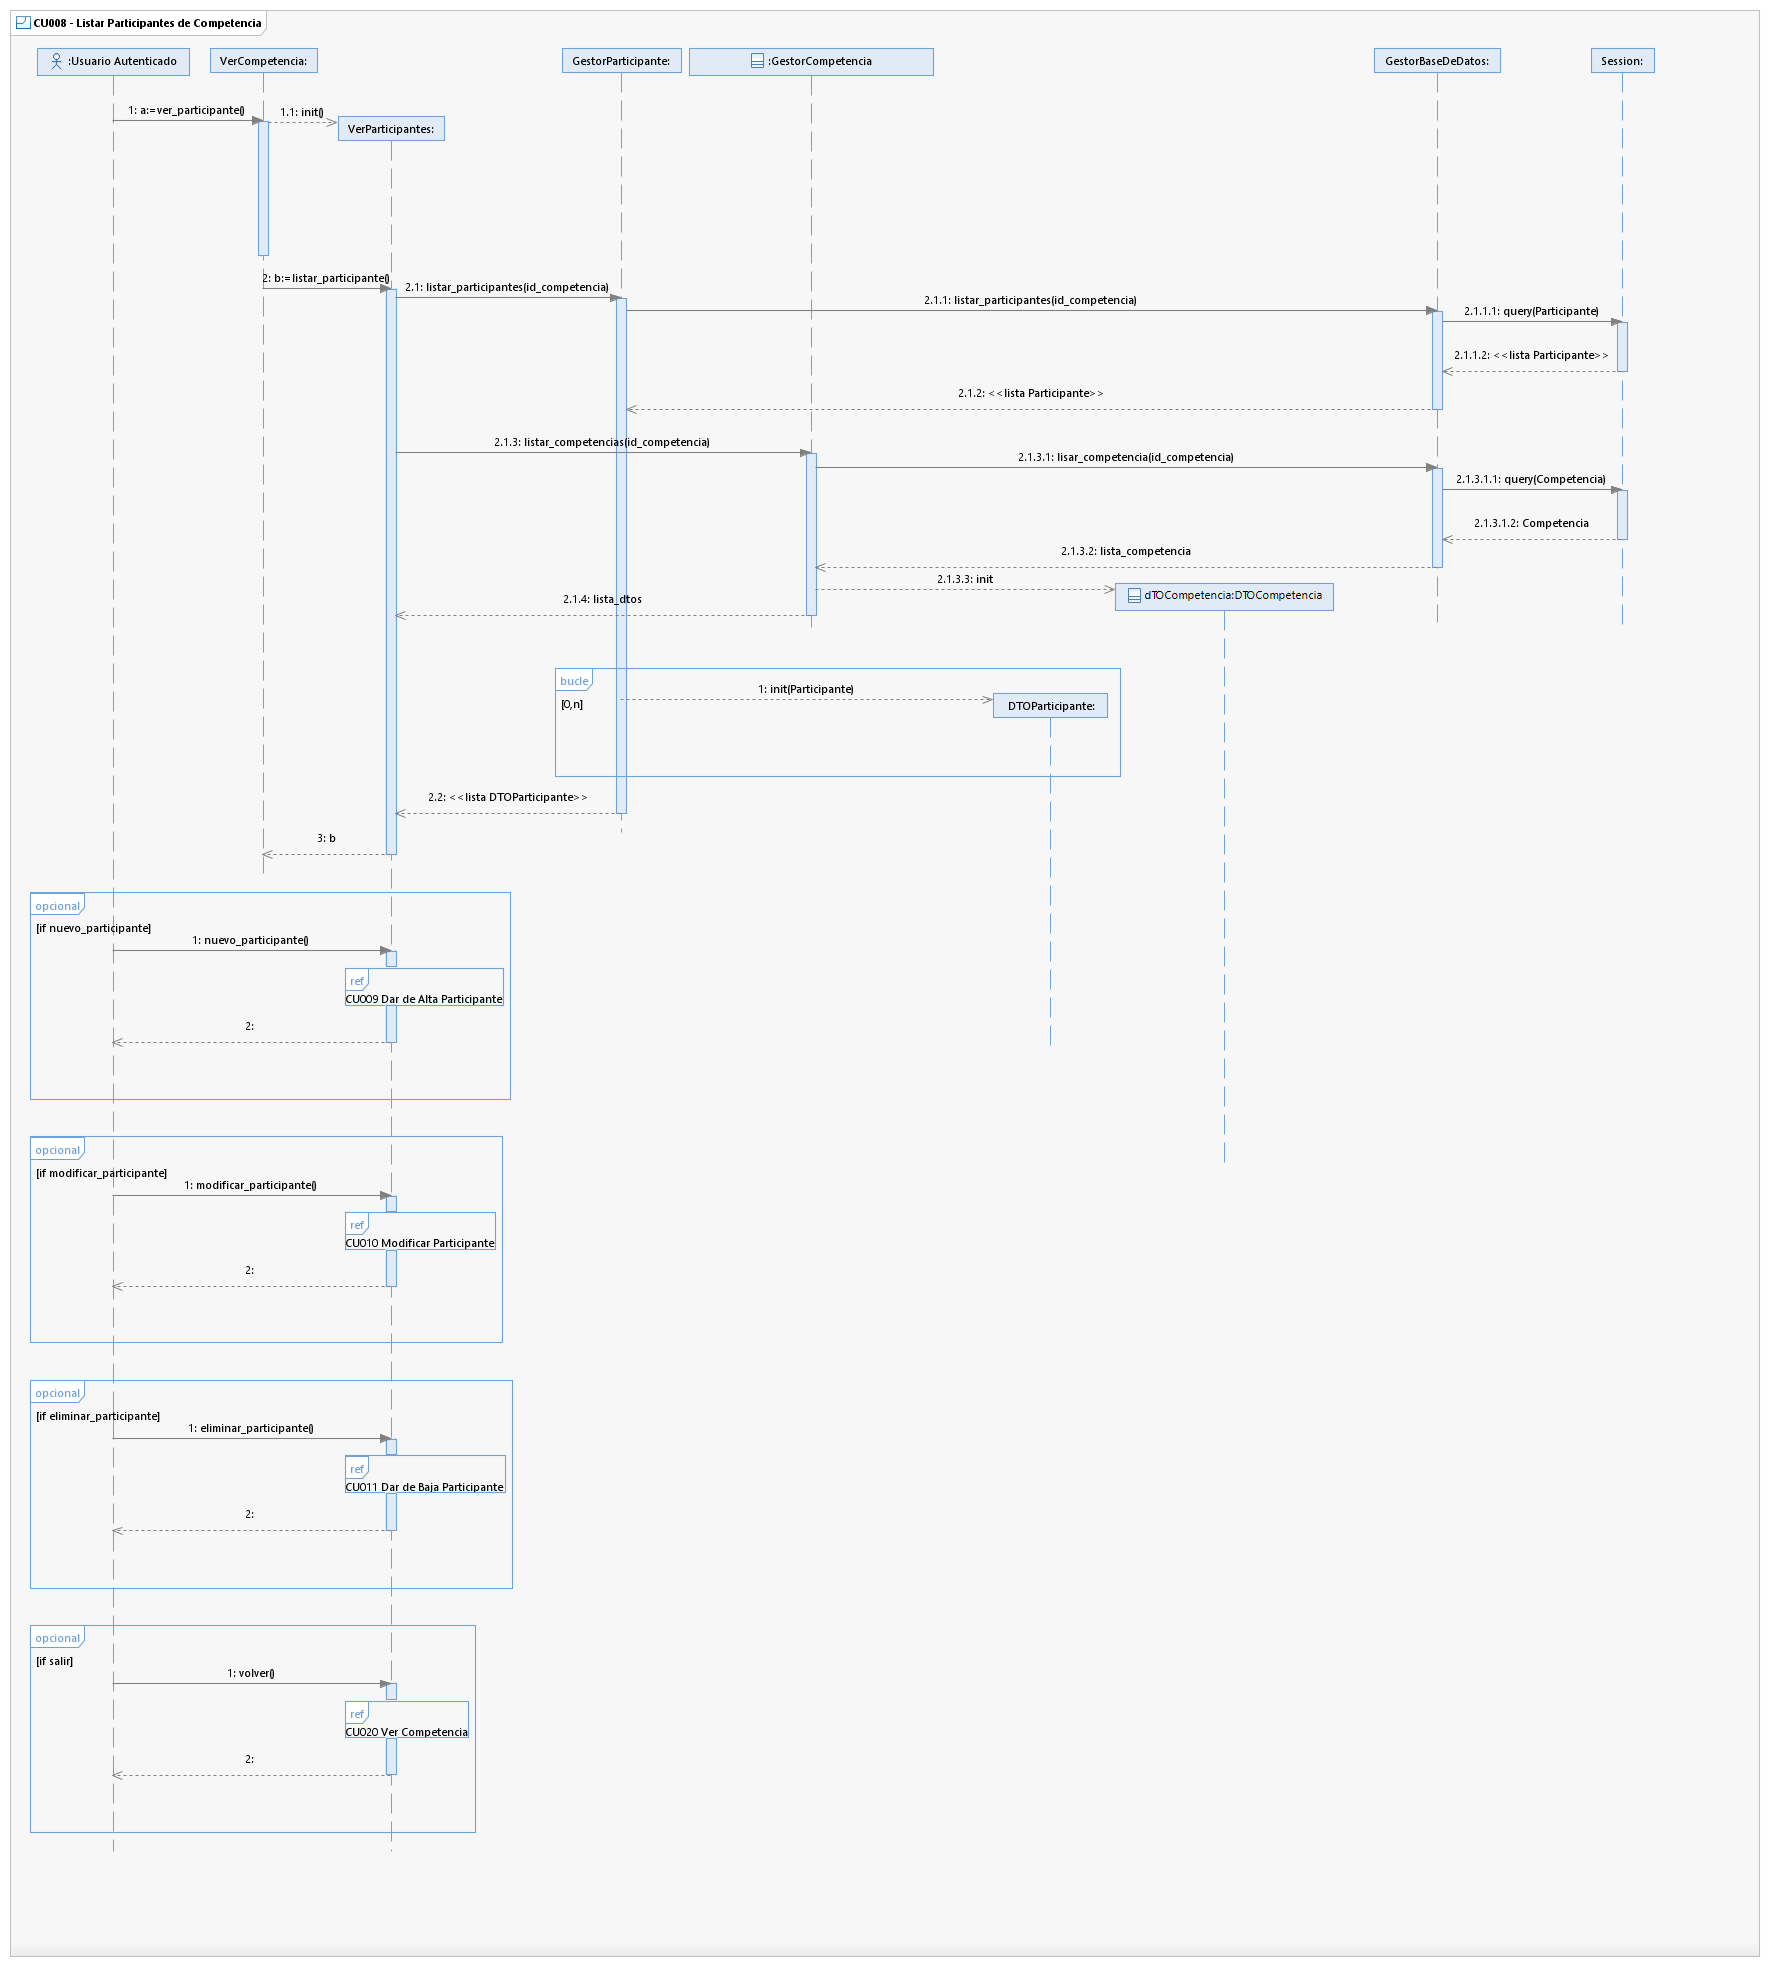 CU008 - Listar Participantes de Competencia
:Usuario Autenticado
VerCompetencia:
GestorParticipante:
:GestorCompetencia
GestorBaseDeDatos:
Session:
1: a:=ver_participante()
1.1: init()
VerParticipantes:
2: b:=listar_participante()
2.1: listar_participantes(id_competencia)
2.1.1: listar_participantes(id_competencia)
2.1.1.1: query(Participante)
2.1.1.2: <<lista Participante>>
2.1.2: <<lista Participante>>
2.1.3: listar_competencias(id_competencia)
2.1.3.1: lisar_competencia(id_competencia)
2.1.3.1.1: query(Competencia)
2.1.3.1.2: Competencia
2.1.3.2: lista_competencia
2.1.3.3: init
dTOCompetencia:DTOCompetencia
2.1.4: lista_dtos
bucle
1: init(Participante)
[0,n]
DTOParticipante:
2.2: <<lista DTOParticipante>>
3: b
opcional
[if nuevo_participante]
1: nuevo_participante()
ref
CU009 Dar de Alta Participante
2:
opcional
[if modificar_participante]
1: modificar_participante()
ref
CU010 Modificar Participante
2:
opcional
[if eliminar_participante]
1: eliminar_participante()
ref
CU011 Dar de Baja Participante
2:
opcional
[if salir]
1: volver()
ref
CU020 Ver Competencia
2: